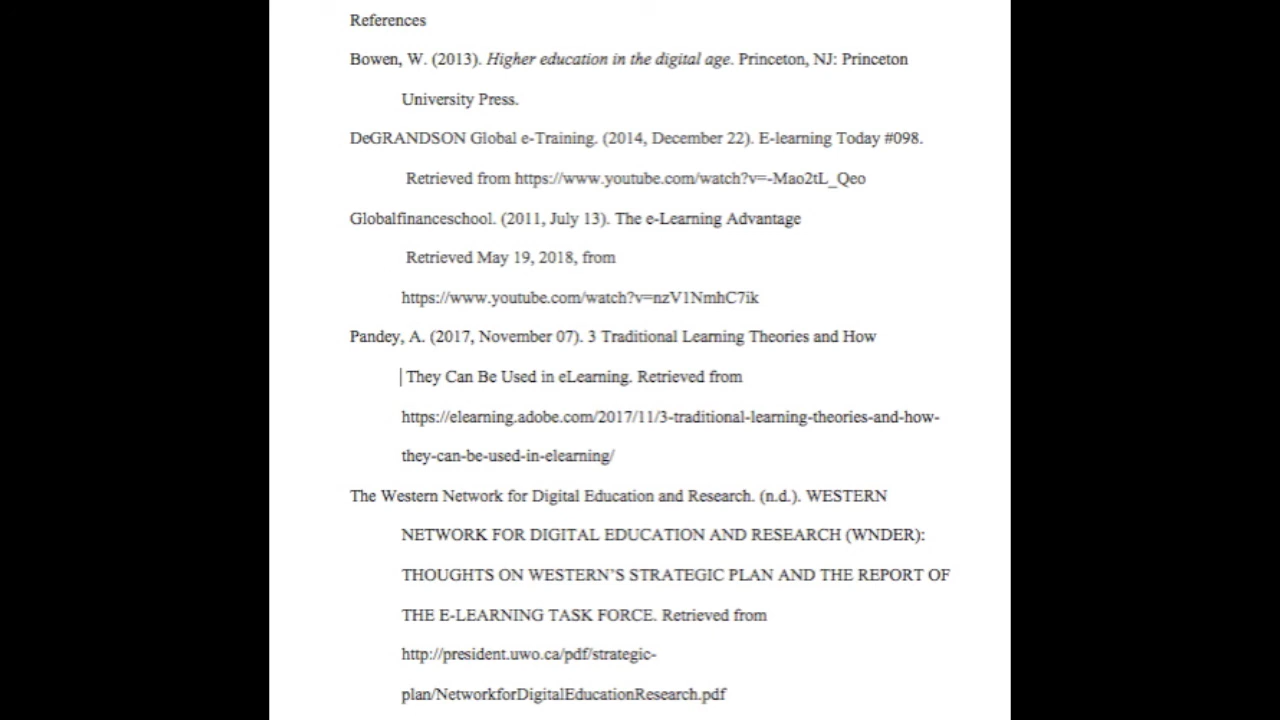 References
Bowen, W. (2013). Higher education in the digital age. Princeton, NJ: Princeton
University Press.
DeGRANDSON Global e-Training. (2014, December 22). E-learning Today #098.
Retrieved from https://www.youtube.com/watch?v=-Mao2tL_Qeo
Globalfinanceschool. (2011, July 13). The e-Learning Advantage
Retrieved May 19, 2018, from
https://www.youtube.com/watch?v=nzV1NmhC7ik
Pandey, A. (2017, November 07). 3 Traditional Learning Theories and How
They Can Be Used in eLearning. Retrieved from
https://elearning.adobe.com/2017/11/3-traditional-learning-theories-and-how-
they-can-be-used-in-elearning/
The Western Network for Digital Education and Research. (n.d.). WESTERN
NETWORK FOR DIGITAL EDUCATION AND RESEARCH (WNDER):
THOUGHTS ON WESTERN’S STRATEGIC PLAN AND THE REPORT OF
THE E-LEARNING TASK FORCE. Retrieved from
http://president.uwo.ca/pdf/strategic-
plan/NetworkforDigitalEducationResearch.pdf